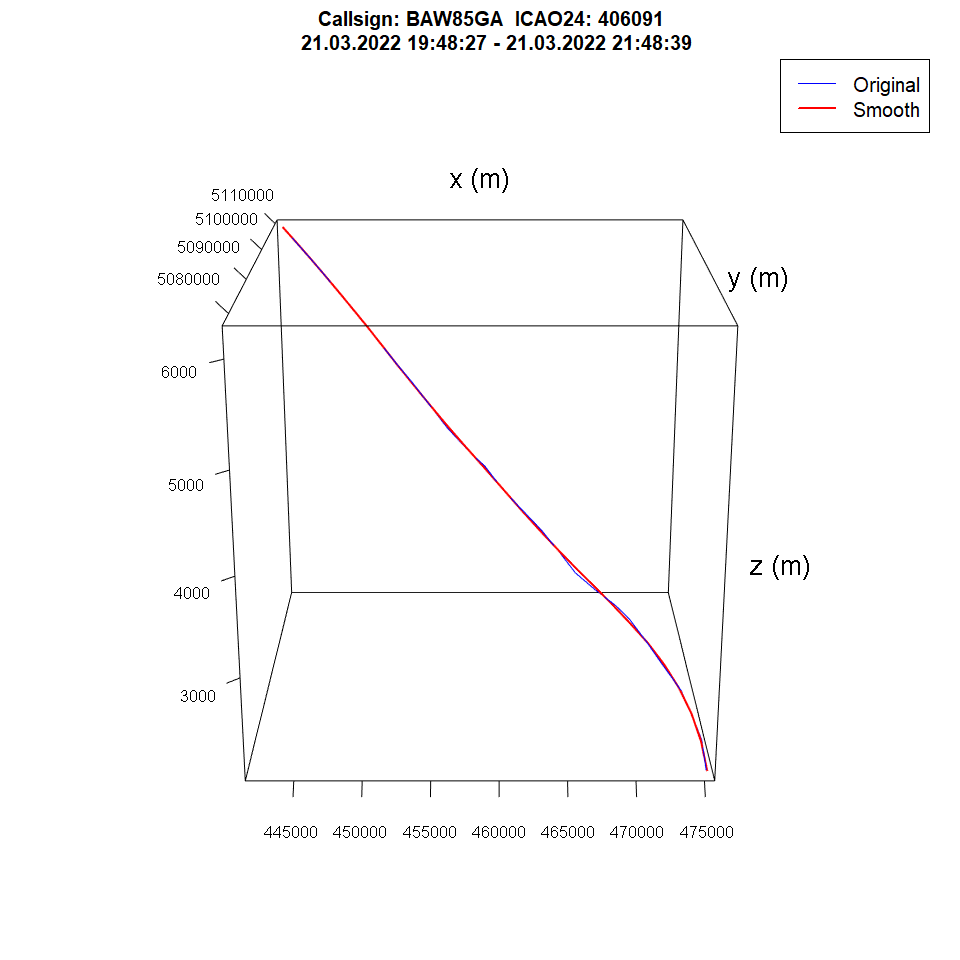 Callsign: BAW85GA  ICAO24: 406091
21.03.2022 19:48:27 - 21.03.2022 21:48:39
Original
Smooth
x (m)
5110000
5100000
5090000
5080000
y (m)
6000
5000
4000
3000
z (m)
445000 450000 455000 460000 465000 470000 475000